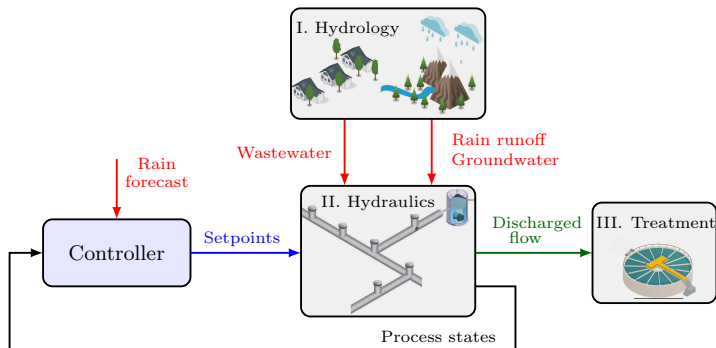 I. Hydrology
Wastewater
Rain runoff
Groundwater
Rain
forecast
II. Hydraulics
Controller
Setpoints
Discharged
flow
III. Treatment
Process states